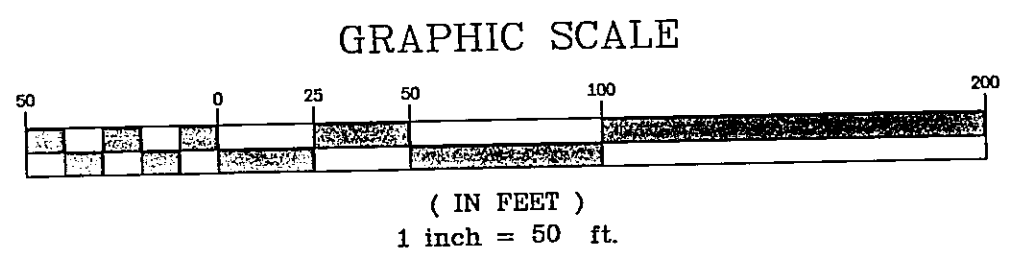 GRAPHIC SCALE
50 0 25 50 100 200
( IN FEET )
1 inch = 50 ft.